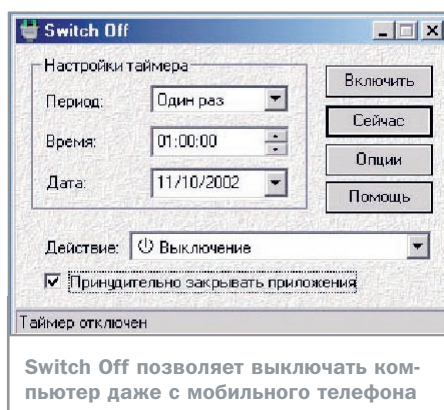 Switch Off
Настройки таймера
Период: Один раз
Время: 01:00:00
Дата: 11/10/2002
Включить
Сейчас
Опции
Помощь
Действие: Выключение
Принудительно закрывать приложения
Таймер отключен
Switch Off позволяет выключать ком-
пьютер даже с мобильного телефона